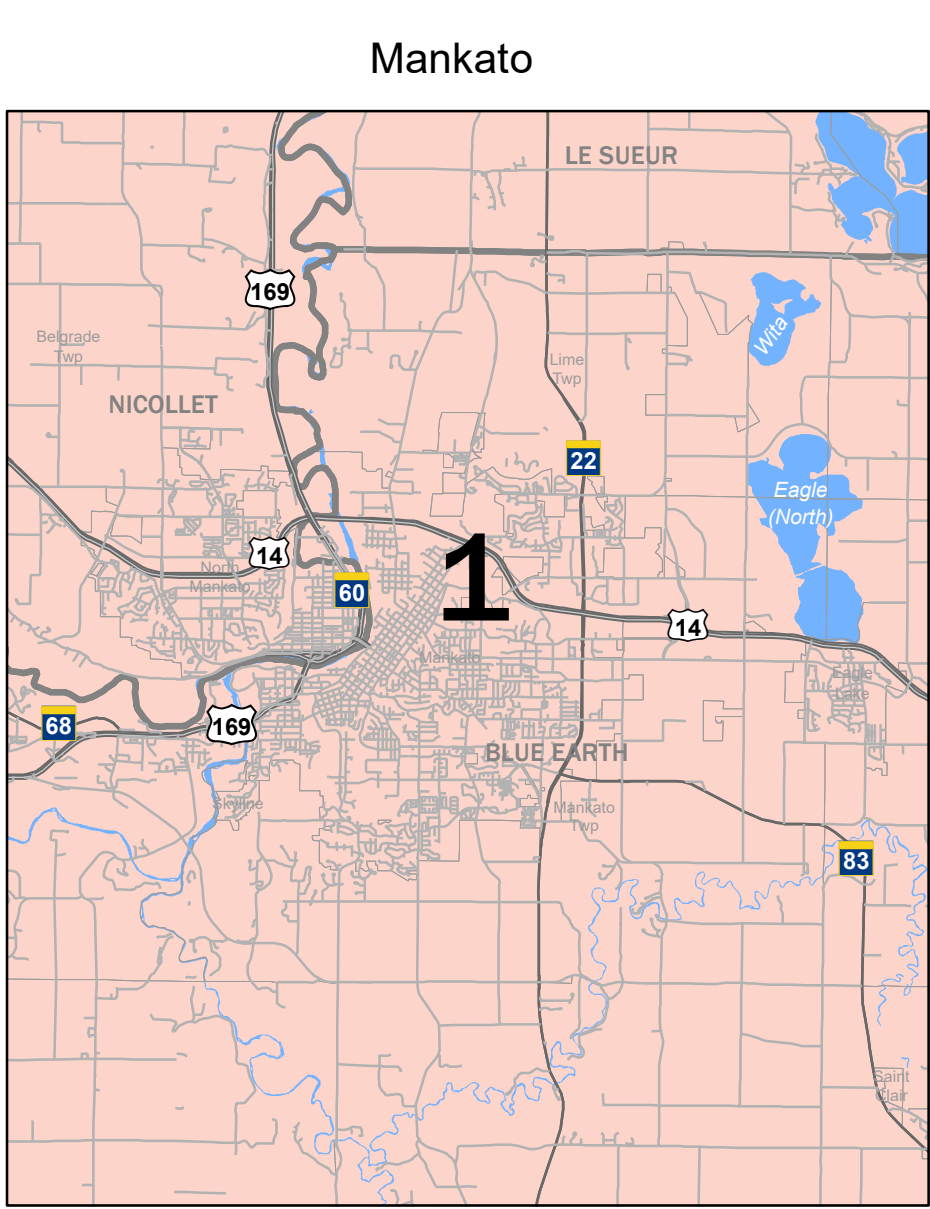 Mankato
LE SUEUR
169
Wita
Belgrade
Twp
Lime
Twp
NICOLLET
22
Eagle
(North)
14
North
Mankato
1
60
14
Mankato
Eagle
Lake
68
169
BLUE EARTH
Skyline
Mankato
Twp
83
Saint
Clair